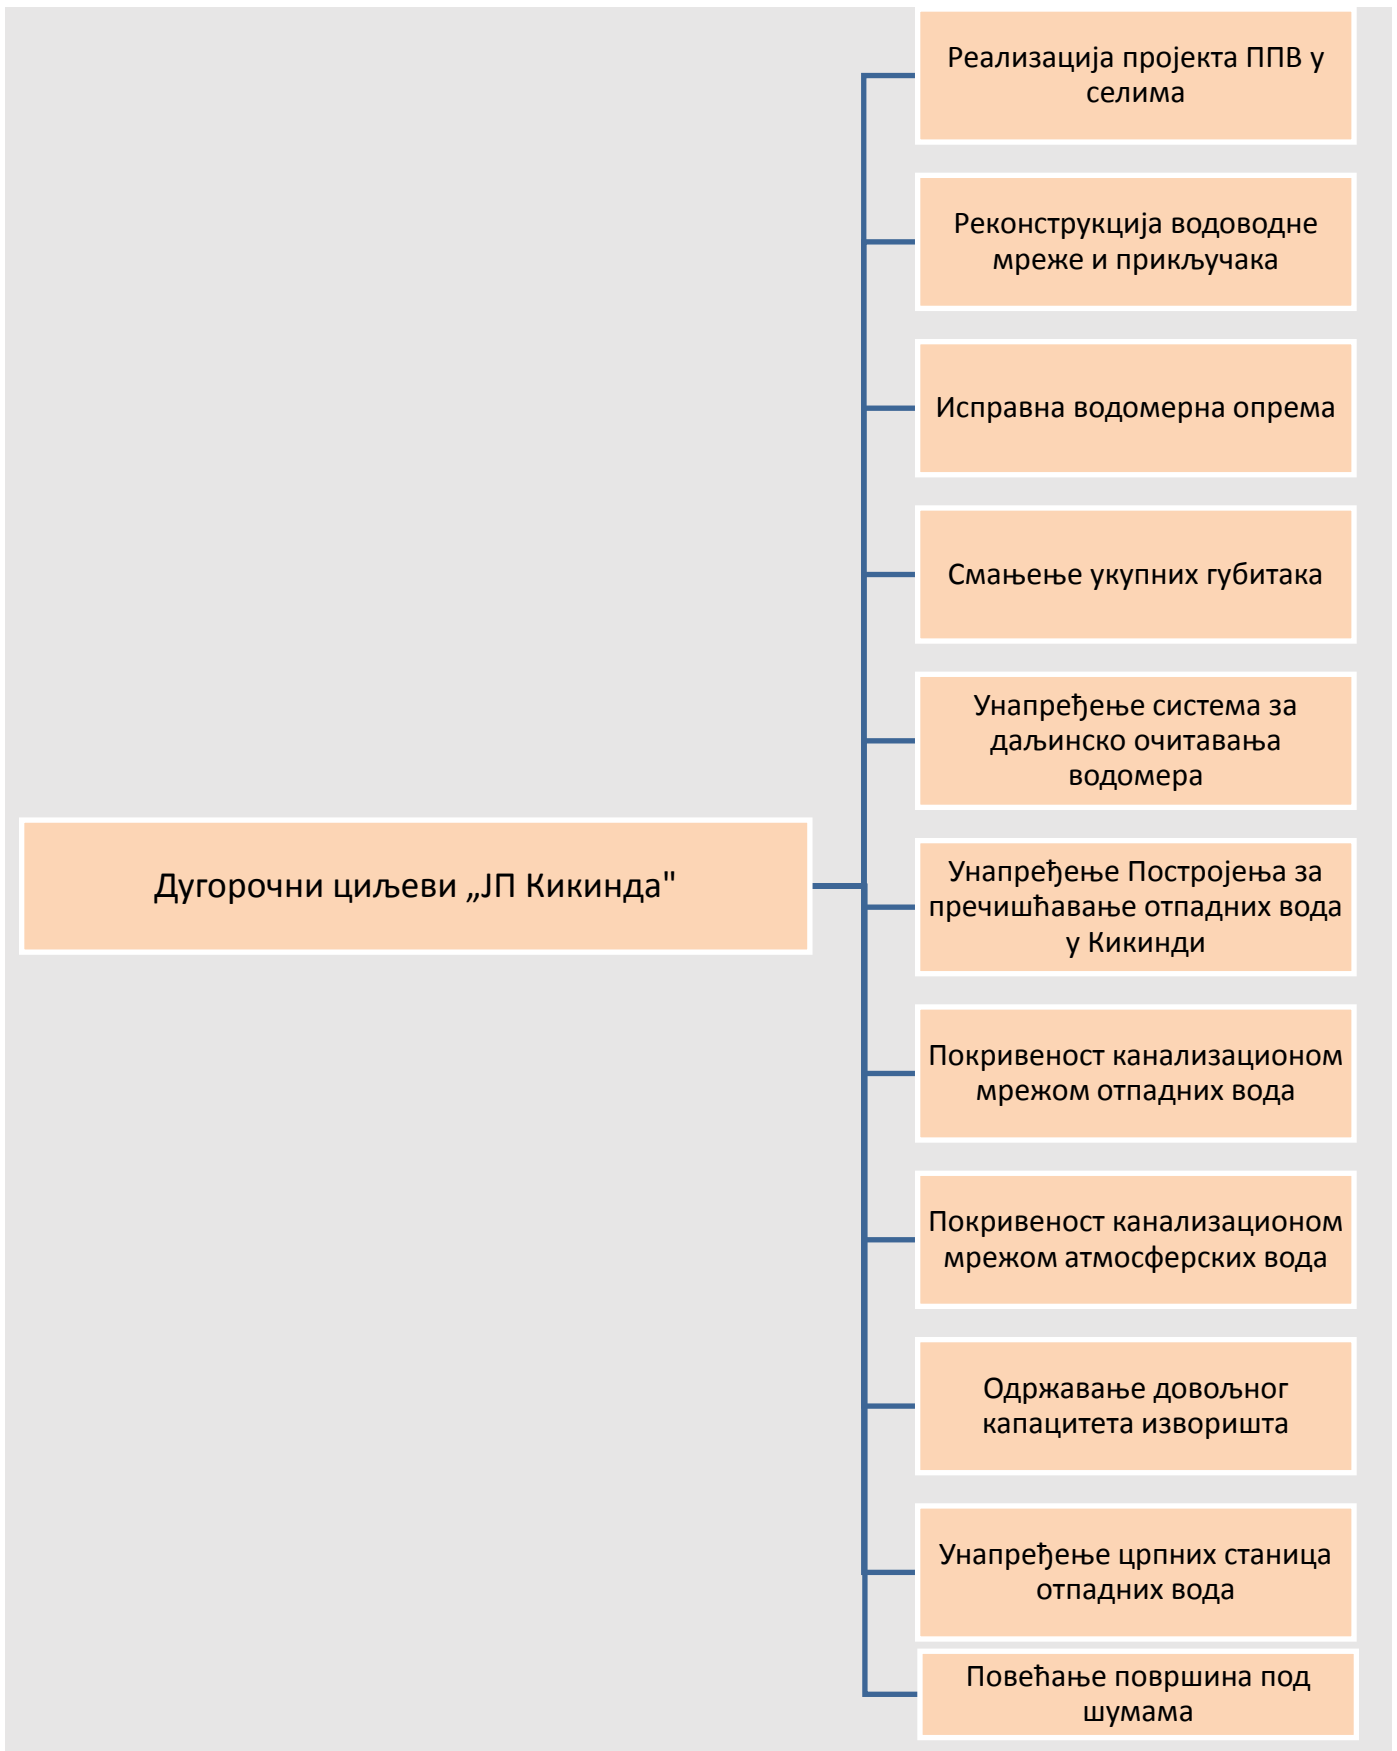 Реализација пројекта ППВ у
селима
Реконструкција водоводне
мреже и прикључака
Исправна водомерна опрема
Смањење укупних губитака
Унапређење система за
даљинско очитавања
водомера
Дугорочни циљеви „ЈП Кикинда"
Унапређење Постројења за
пречишћавање отпадних вода
у Кикинди
Покривеност канализационом
мрежом отпадних вода
Покривеност канализационом
мрежом атмосферских вода
Одржавање довољног
капацитета изворишта
Унапређење црпних станица
отпадних вода
Повећање површина под
шумама